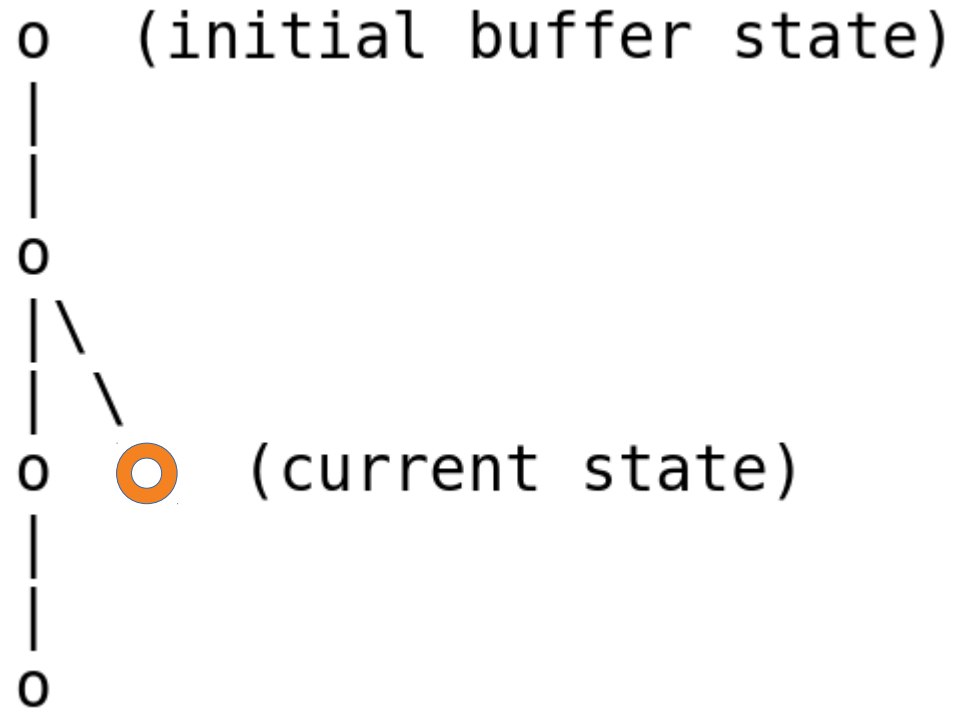 o (initial buffer state)
|
|
o
|\
| \
o (current state)
|
|
o